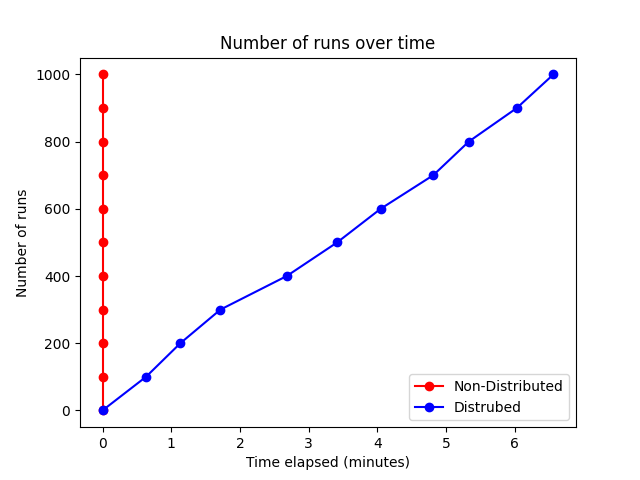 Number of runs over time
1000
800
600
400
200
0
Number of runs
0 1 2 3 4 5 6
Time elapsed (minutes)
Non-Distributed
Distrubed